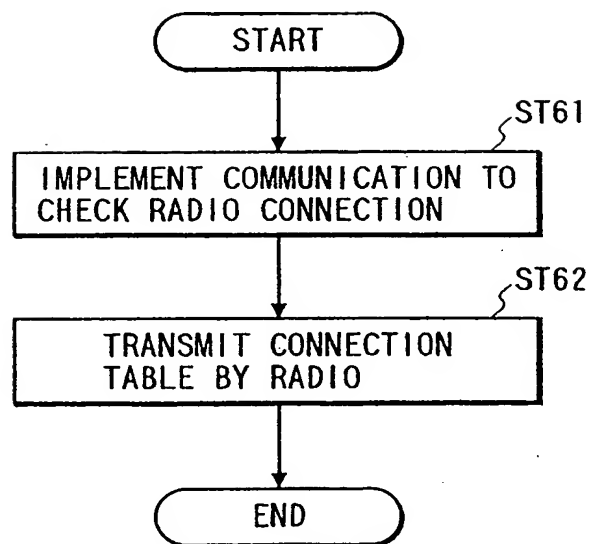 START
ST61
IMPLEMENT COMMUNICATION TO
CHECK RADIO CONNECTION
ST62
TRANSMIT CONNECTION
TABLE BY RADIO
END